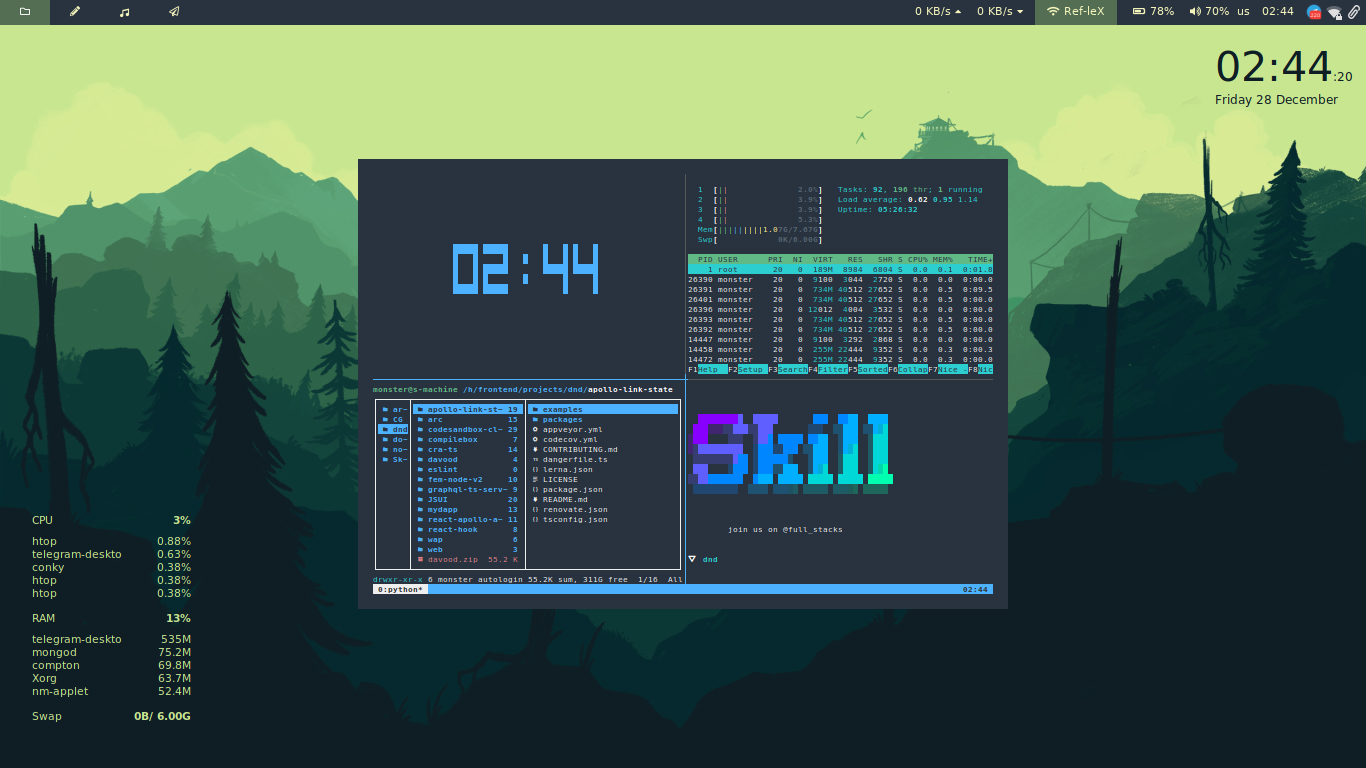 0 KB/s 0 KB/s Ref-leX 78% 70% us 02:44
02:44:20
Friday 28 December
02:44
1 [|| 2.0%]
2 [|| 3.9%]
3 [|| 3.9%]
4 [|| 5.3%]
Mem[||||||||||1.07G/7.67G]
Swp[ 0K/6.00G]
Tasks: 92, 196 thr; 1 running
Load average: 0.62 0.95 1.14
Uptime: 05:26:32
PID USER PRI NI VIRT RES SHR S CPU% MEM% TIME+
1 root 20 0 189M 8984 6804 S 0.0 0.1 0:01.8
26390 monster 20 0 9100 3044 2720 S 0.0 0.0 0:00.0
26391 monster 20 0 734M 40512 27652 S 0.0 0.5 0:09.5
26401 monster 20 0 734M 40512 27652 S 0.0 0.5 0:00.0
26396 monster 20 0 12012 4004 3532 S 0.0 0.0 0:00.0
26393 monster 20 0 734M 40512 27652 S 0.0 0.5 0:00.0
26392 monster 20 0 734M 40512 27652 S 0.0 0.5 0:00.0
14447 monster 20 0 9100 3292 2868 S 0.0 0.0 0:00.0
14458 monster 20 0 255M 22444 9352 S 0.0 0.3 0:00.3
14472 monster 20 0 255M 22444 9352 S 0.0 0.3 0:00.0
F1Help F2Setup F3SearchF4FilterF5SortedF6CollapF7Nice -F8Nic
monster@s-machine /h/frontend/projects/dnd/apollo-link-state
ar~
CG
dnd
do~
no~
Sk~
apollo-link-st~ 19
arc 15
codesandbox-cl~ 29
compilebox 7
cra-ts 14
davood 4
eslint 0
fem-node-v2 10
graphql-ts-serv~ 9
JSUI 20
mydapp 13
react-apollo-a~ 11
react-hook 8
wap 6
web 3
davood.zip 55.2 K
examples
packages
appveyor.yml
codecov.yml
CONTRIBUTING.md
dangerfile.ts
lerna.json
LICENSE
package.json
README.md
renovate.json
tsconfig.json
drwxr-xr-x 6 monster autologin 55.2K sum, 311G free 1/16 All
join us on @full_stacks
dnd
0:python* 02:44
CPU 3%
htop 0.88%
telegram-deskto 0.63%
conky 0.38%
htop 0.38%
htop 0.38%
RAM 13%
telegram-deskto 535M
mongod 75.2M
compton 69.8M
Xorg 63.7M
nm-applet 52.4M
Swap 0B/ 6.00G